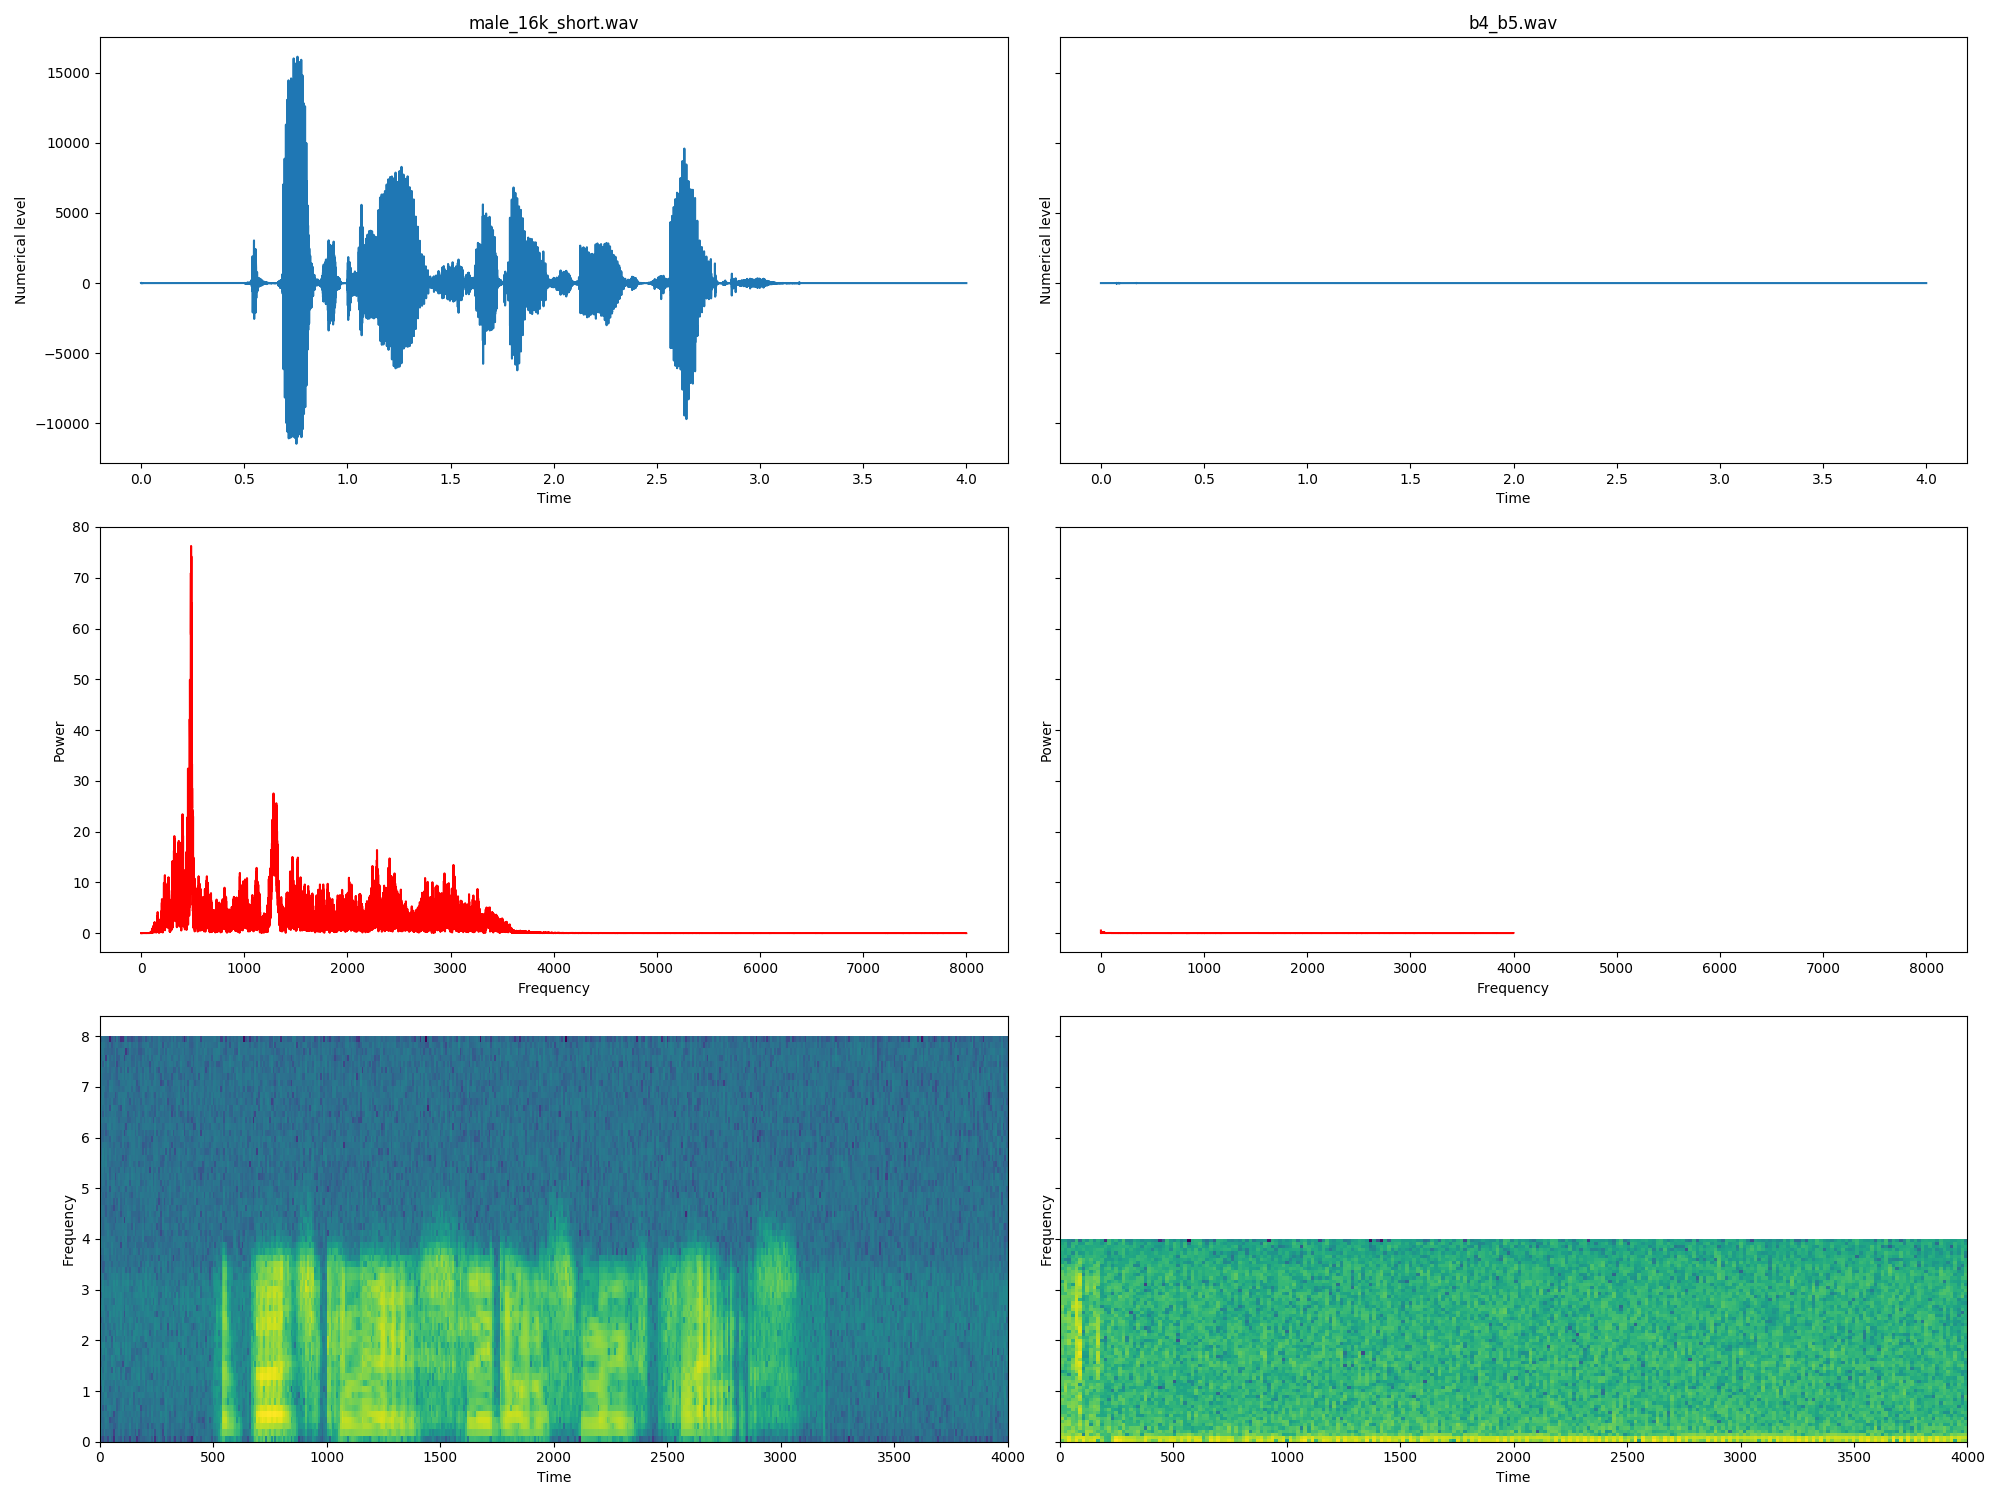 male_16k_short.wav
b4_b5.wav
15000
10000
5000
0
−5000
−10000
Numerical level
Numerical level
0.0 0.5 1.0 1.5 2.0 2.5 3.0 3.5 4.0
0.0 0.5 1.0 1.5 2.0 2.5 3.0 3.5 4.0
Time
Time
80
70
60
50
40
30
20
10
0
Power
Power
0 1000 2000 3000 4000 5000 6000 7000 8000
0 1000 2000 3000 4000 5000 6000 7000 8000
Frequency
Frequency
8
7
6
5
4
3
2
1
0
Frequency
Frequency
0 500 1000 1500 2000 2500 3000 3500 4000
0 500 1000 1500 2000 2500 3000 3500 4000
Time
Time